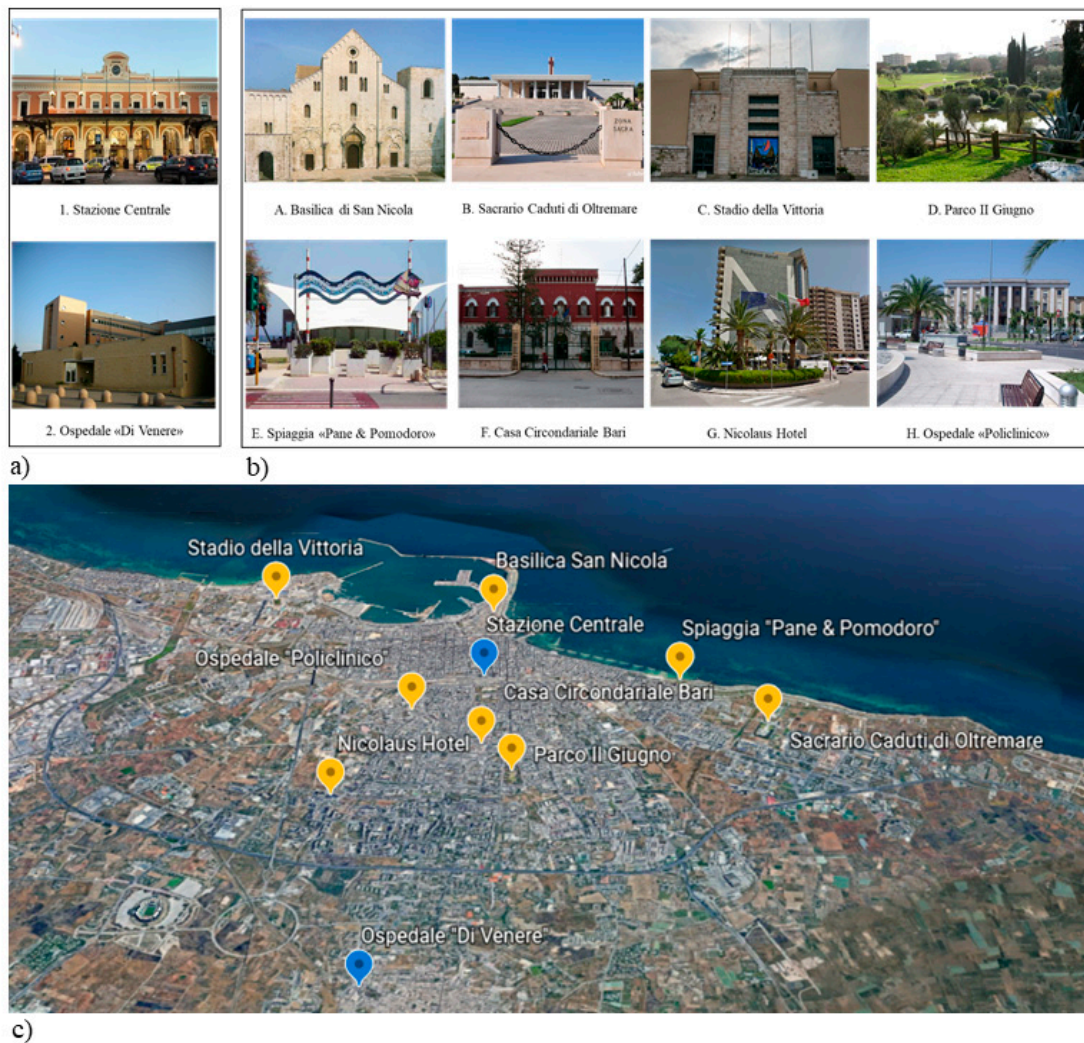 ZONA
SACRA
1. Stazione Centrale
A. Basilica di San Nicola
B. Sacrario Caduti di Oltremare
C. Stadio della Vittoria
D. Parco II Giugno
2. Ospedale «Di Venere»
E. Spiaggia «Pane & Pomodoro»
F. Casa Circondariale Bari
G. Nicolaus Hotel
H. Ospedale «Policlinico»
a)
b)
Stadio della Vittoria
Basilica San Nicola
Stazione Centrale
Spiaggia "Pane & Pomodoro"
Ospedale "Policlinico"
Casa Circondariale Bari
Nicolaus Hotel
Parco II Giugno
Sacrario Caduti di Oltremare
Ospedale "Di Venere"
c)